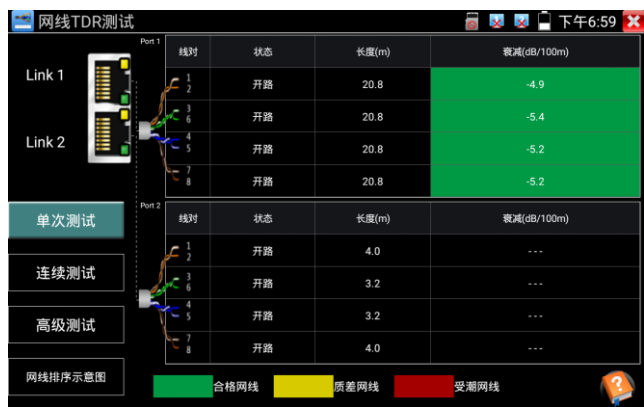 网线TDR测试 下午6:59
Port 1 线对 状态 长度(m) 衰减(dB/100m)
Link 1
1 2 开路 20.8 -4.9
3 6 开路 20.8 -5.4
Link 2
4 5 开路 20.8 -5.2
7 8 开路 20.8 -5.2
单次测试
Port 2 线对 状态 长度(m) 衰减(dB/100m)
1 2 开路 4.0 ---
连续测试
3 6 开路 3.2 ---
高级测试
4 5 开路 3.2 ---
7 8 开路 4.0 ---
网线排序示意图
合格网线 质差网线 受潮网线